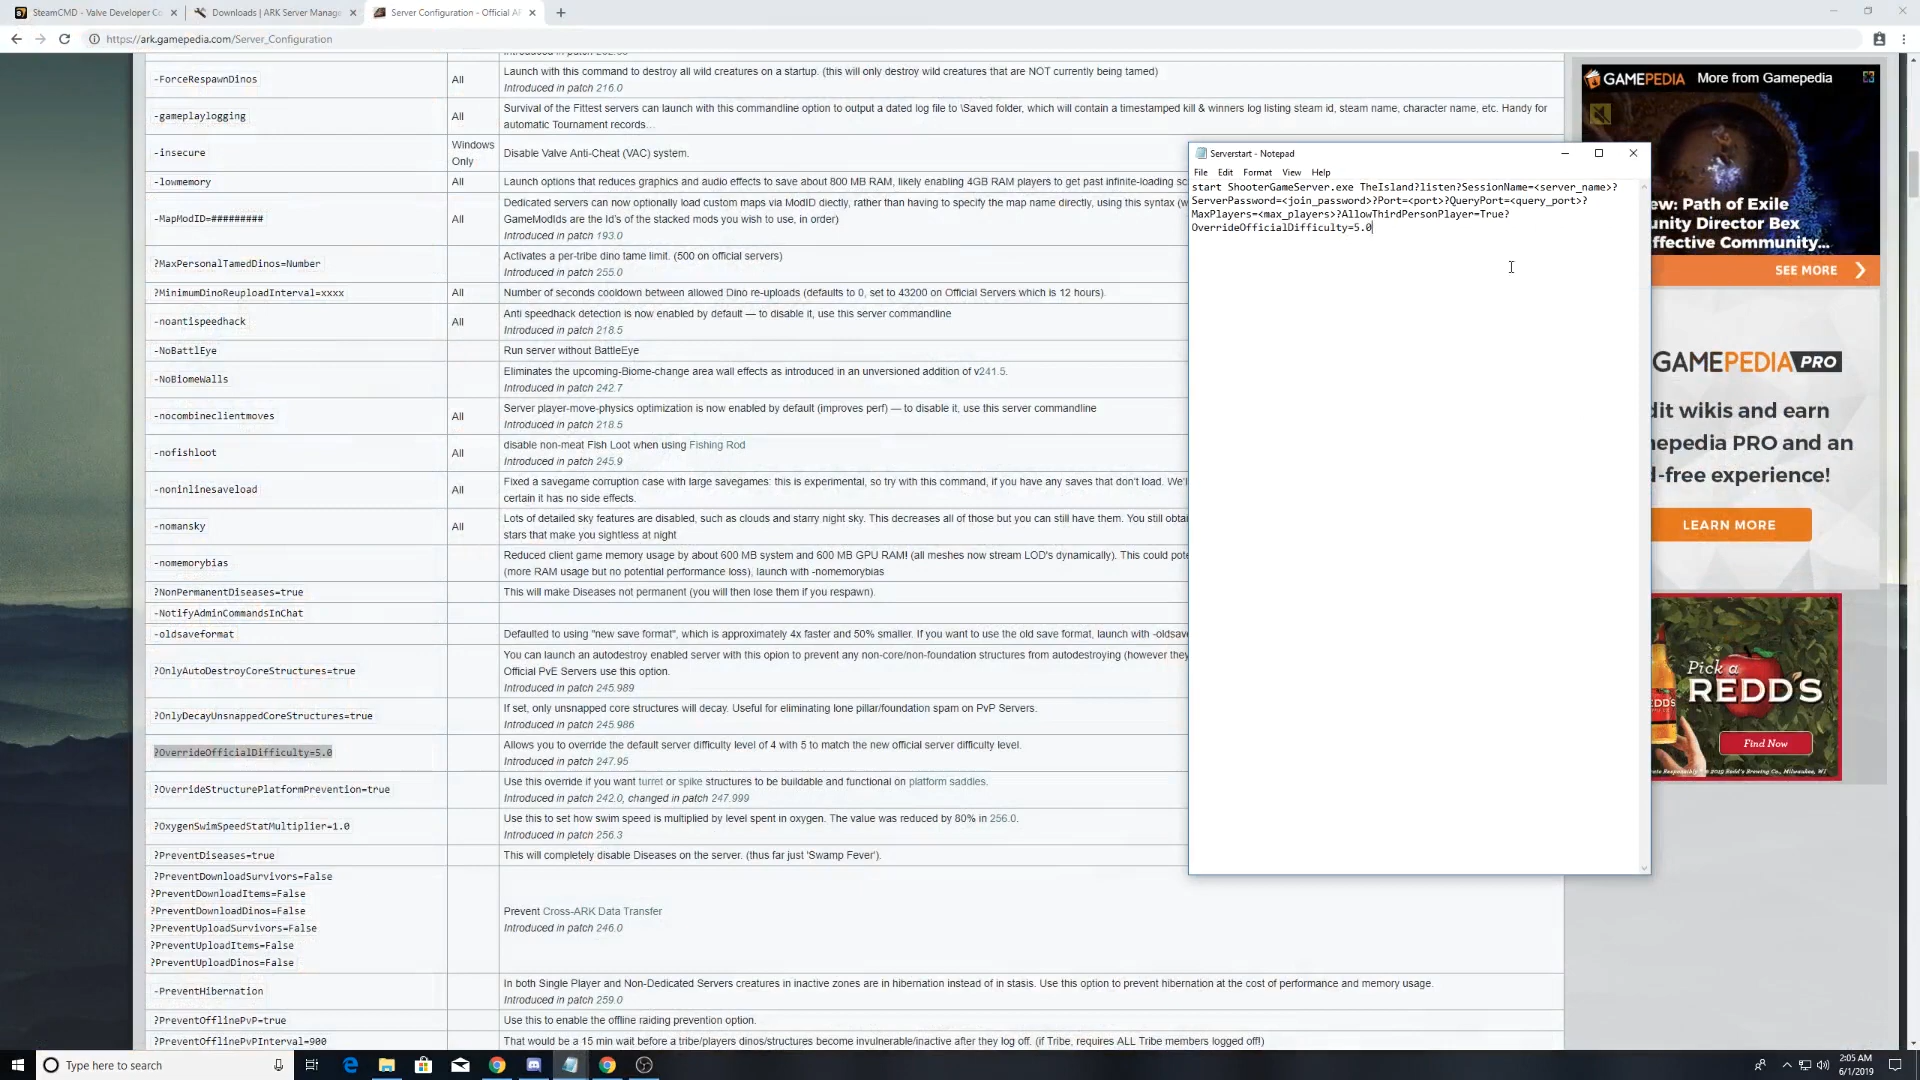 SteamCMD - Valve Developer Co
Downloads | ARK Server Manage
Server Configuration - Official A
https://ark.gamepedia.com/Server_Configuration
-ForceRespawnDinos
All
Launch with this command to destroy all wild creatures on a startup. (this will only destroy wild creatures that are NOT currently being tamed)
Introduced in patch 216.0
-gameplaylogging
All
Survival of the Fittest servers can launch with this commandline option to output a dated log file to \Saved folder, which will contain a timestamped kill & winners log listing steam id, steam name, character name, etc. Handy for
automatic Tournament records…
-insecure
Windows
Only
Disable Valve Anti-Cheat (VAC) system.
-lowmemory
All
Launch options that reduces graphics and audio effects to save about 800 MB RAM, likely enabling 4GB RAM players to get past infinite-loading sc
-MapModID=#########
All
Dedicated servers can now optionally load custom maps via ModID diectly, rather than having to specify the map name directly, using this syntax (w
GameModIds are the Id's of the stacked mods you wish to use, in order)
Introduced in patch 193.0
?MaxPersonalTamedDinos=Number
Activates a per-tribe dino tame limit. (500 on official servers)
Introduced in patch 255.0
?MinimumDinoReuploadInterval=xxxx
All
Number of seconds cooldown between allowed Dino re-uploads (defaults to 0, set to 43200 on Official Servers which is 12 hours).
-noantispeedhack
All
Anti speedhack detection is now enabled by default — to disable it, use this server commandline
Introduced in patch 218.5
-NoBattlEye
Run server without BattleEye
-NoBiomeWalls
Eliminates the upcoming-Biome-change area wall effects as introduced in an unversioned addition of v241.5.
Introduced in patch 242.7
-nocombineclientmoves
All
Server player-move-physics optimization is now enabled by default (improves perf) — to disable it, use this server commandline
Introduced in patch 218.5
-nofishloot
All
disable non-meat Fish Loot when using Fishing Rod
Introduced in patch 245.9
-noninlinesaveload
All
Fixed a savegame corruption case with large savegames: this is experimental, so try with this command, if you have any saves that don't load. We'l
certain it has no side effects.
-nomansky
All
Lots of detailed sky features are disabled, such as clouds and starry night sky. This decreases all of those but you can still have them. You still obtai
stars that make you sightless at night
-nomemorybias
Reduced client game memory usage by about 600 MB system and 600 MB GPU RAM! (all meshes now stream LOD's dynamically). This could pote
(more RAM usage but no potential performance loss), launch with -nomemorybias
?NonPermanentDiseases=true
This will make Diseases not permanent (you will then lose them if you respawn).
-NotifyAdminCommandsInChat
-oldsaveformat
Defaulted to using "new save format", which is approximately 4x faster and 50% smaller. If you want to use the old save format, launch with -oldsave
?OnlyAutoDestroyCoreStructures=true
You can launch an autodestroy enabled server with this opion to prevent any non-core/non-foundation structures from autodestroying (however they
Official PvE Servers use this option.
Introduced in patch 245.989
?OnlyDecayUnsnappedCoreStructures=true
If set, only unsnapped core structures will decay. Useful for eliminating lone pillar/foundation spam on PvP Servers.
Introduced in patch 245.986
?OverrideOfficialDifficulty=5.0
Allows you to override the default server difficulty level of 4 with 5 to match the new official server difficulty level.
Introduced in patch 247.95
?OverrideStructurePlatformPrevention=true
Use this override if you want turret or spike structures to be buildable and functional on platform saddles.
Introduced in patch 242.0, changed in patch 247.999
?OxygenSwimSpeedStatMultiplier=1.0
Use this to set how swim speed is multiplied by level spent in oxygen. The value was reduced by 80% in 256.0.
Introduced in patch 256.3
?PreventDiseases=true
This will completely disable Diseases on the server. (thus far just 'Swamp Fever').
?PreventDownloadSurvivors=False
?PreventDownloadItems=False
?PreventDownloadDinos=False
?PreventUploadSurvivors=False
?PreventUploadItems=False
?PreventUploadDinos=False
Prevent Cross-ARK Data Transfer
Introduced in patch 246.0
-PreventHibernation
In both Single Player and Non-Dedicated Servers creatures in inactive zones are in hibernation instead of in stasis. Use this option to prevent hibernation at the cost of performance and memory usage.
Introduced in patch 259.0
?PreventOfflinePvP=true
Use this to enable the offline raiding prevention option.
?PreventOfflinePvPInterval=900
That would be a 15 min wait before a tribe/players dinos/structures become invulnerable/inactive after they log off. (if Tribe, requires ALL Tribe members logged off!)
Serverstart - Notepad
File Edit Format View Help
start ShooterGameServer.exe TheIsland?listen?SessionName=<server_name>?
ServerPassword=<join_password>?Port=<port>?QueryPort=<query_port>?
MaxPlayers=<max_players>?AllowThirdPersonPlayer=True?
OverrideOfficialDifficulty=5.0
GAMEPEDIA More from Gamepedia
ew: Path of Exile
unity Director Bex
ffective Community...
SEE MORE
GAMEPEDIA PRO
dit wikis and earn
epedia PRO and an
d-free experience!
LEARN MORE
Pick a
REDD'S
Find Now
Type here to search
2:05 AM
6/1/2019